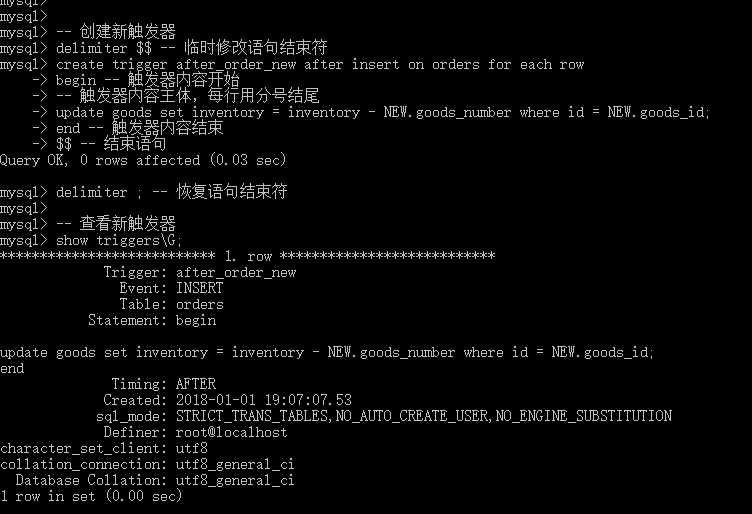 mysql>
mysql>
mysql> -- 创建新触发器
mysql> delimiter $$ -- 临时修改语句结束符
mysql> create trigger after_order_new after insert on orders for each row
    -> begin -- 触发器内容开始
    -> -- 触发器内容主体，每行用分号结尾
    -> update goods set inventory = inventory - NEW.goods_number where id = NEW.goods_id;
    -> end -- 触发器内容结束
    -> $$ -- 结束语句
Query OK, 0 rows affected (0.03 sec)

mysql> delimiter ; -- 恢复语句结束符
mysql>
mysql> -- 查看新触发器
mysql> show triggers\G;
*************************** 1. row ***************************
             Trigger: after_order_new
               Event: INSERT
               Table: orders
           Statement: begin

update goods set inventory = inventory - NEW.goods_number where id = NEW.goods_id;
end
              Timing: AFTER
             Created: 2018-01-01 19:07:07.53
            sql_mode: STRICT_TRANS_TABLES,NO_AUTO_CREATE_USER,NO_ENGINE_SUBSTITUTION
             Definer: root@localhost
character_set_client: utf8
collation_connection: utf8_general_ci
  Database Collation: utf8_general_ci
1 row in set (0.00 sec)